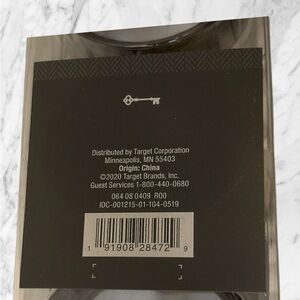 Distributed by Target Corporation
Minneapolis, MN 55403
Origin: China
©2020 Target Brands, Inc.
Guest Services 1-800-440-0680
064 08 0409 R00
IDC-001215-01-104-0519
1 91908 28472 9